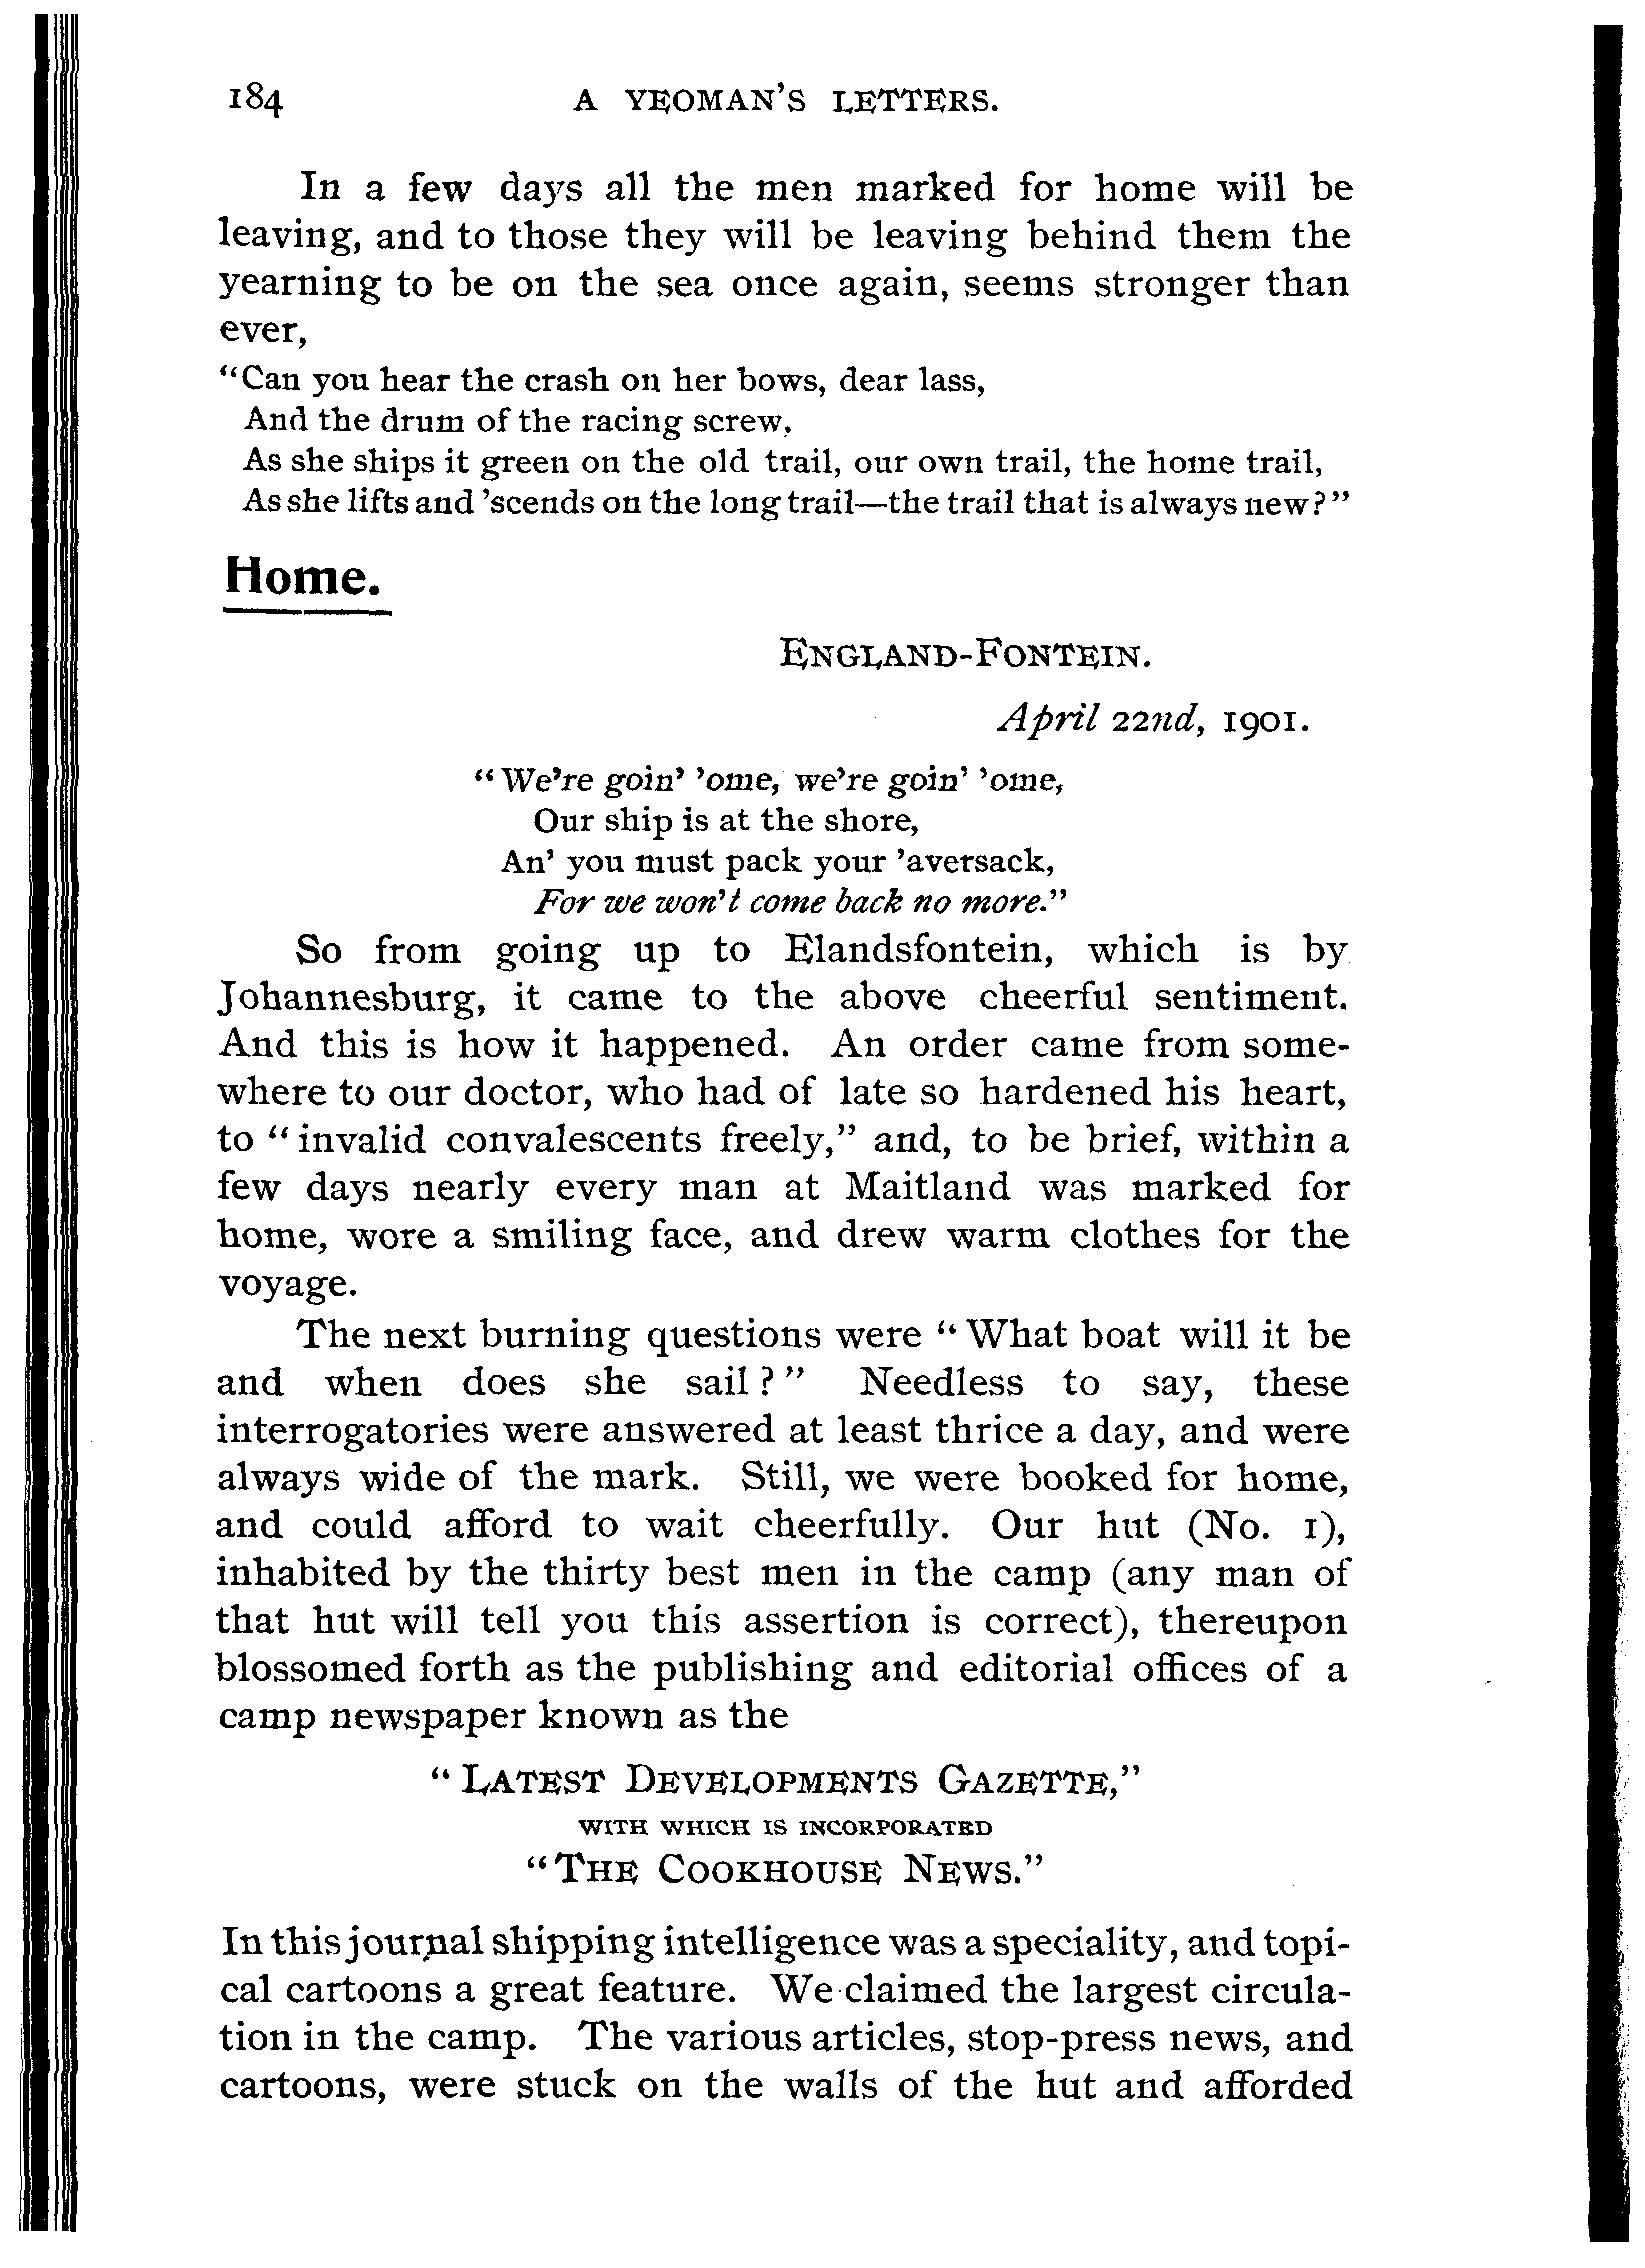 184 A YEOMAN'S LETTERS.
In a few days all the men marked for home will be
leaving, and to those they will be leaving behind them the
yearning to be on the sea once again, seems stronger than
ever,
"Can you hear the crash on her bows, dear lass,
And the drum of the racing screw,
As she ships it green on the old trail, our own trail, the home trail,
As she lifts and 'scends on the long trail—the trail that is always new?"
Home.
ENGLAND-FONTEIN.
April 22nd, 1901.
"We're goin' 'ome, we're goin' 'ome,
Our ship is at the shore,
An' you must pack your 'aversack,
For we won't come back no more."
So from going up to Elandsfontein, which is by
Johannesburg, it came to the above cheerful sentiment.
And this is how it happened. An order came from some-
where to our doctor, who had of late so hardened his heart,
to "invalid convalescents freely," and, to be brief, within a
few days nearly every man at Maitland was marked for
home, wore a smiling face, and drew warm clothes for the
voyage.
The next burning questions were "What boat will it be
and when does she sail?" Needless to say, these
interrogatories were answered at least thrice a day, and were
always wide of the mark. Still, we were booked for home,
and could afford to wait cheerfully. Our hut (No. 1),
inhabited by the thirty best men in the camp (any man of
that hut will tell you this assertion is correct), thereupon
blossomed forth as the publishing and editorial offices of a
camp newspaper known as the
"LATEST DEVELOPMENTS GAZETTE,"
WITH WHICH IS INCORPORATED
"THE COOKHOUSE NEWS."
In this journal shipping intelligence was a speciality, and topi-
cal cartoons a great feature. We claimed the largest circula-
tion in the camp. The various articles, stop-press news, and
cartoons, were stuck on the walls of the hut and afforded